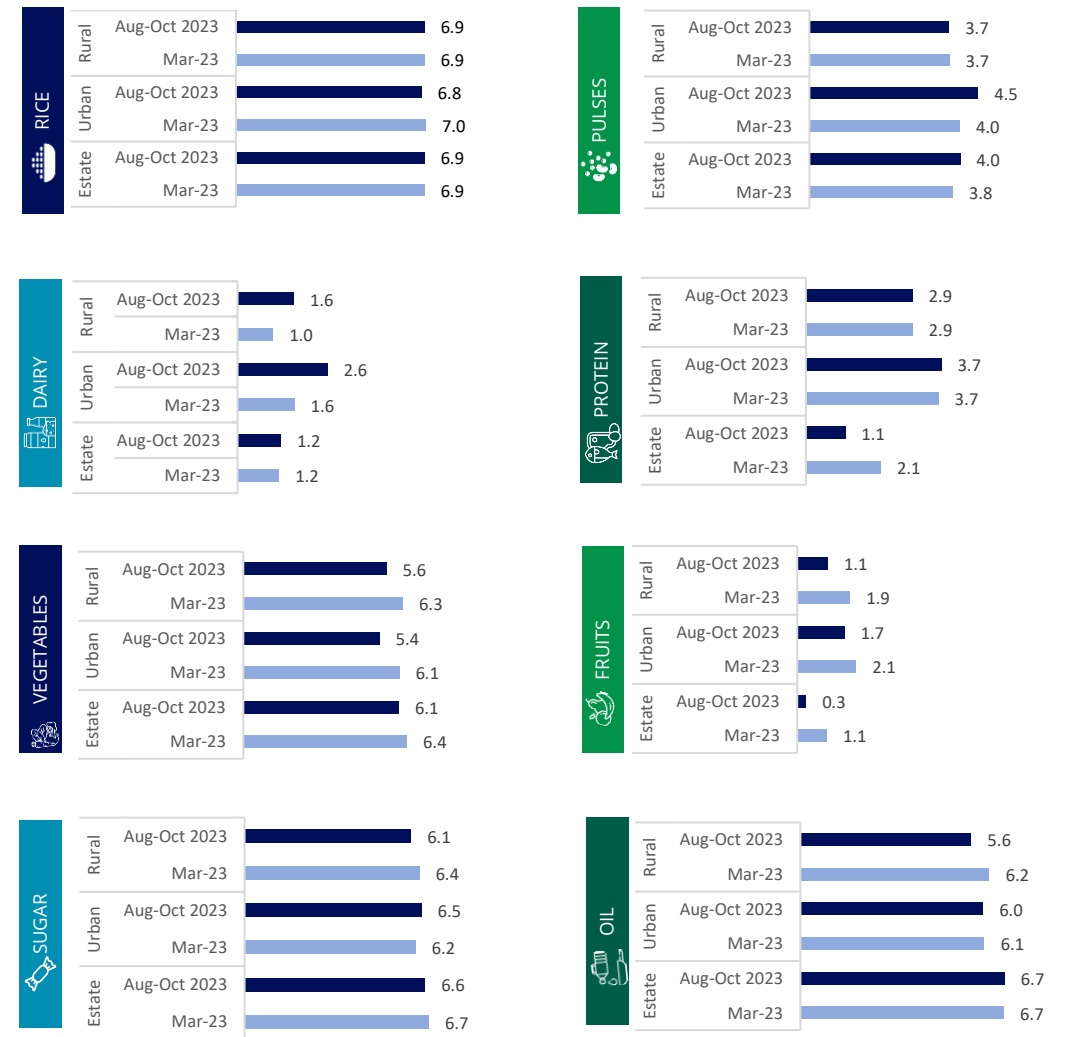 RICE
Rural
Aug-Oct 2023 6.9
Mar-23 6.9
Urban
Aug-Oct 2023 6.8
Mar-23 7.0
Estate
Aug-Oct 2023 6.9
Mar-23 6.9
PULSES
Rural
Aug-Oct 2023 3.7
Mar-23 3.7
Urban
Aug-Oct 2023 4.5
Mar-23 4.0
Estate
Aug-Oct 2023 4.0
Mar-23 3.8
DAIRY
Rural
Aug-Oct 2023 1.6
Mar-23 1.0
Urban
Aug-Oct 2023 2.6
Mar-23 1.6
Estate
Aug-Oct 2023 1.2
Mar-23 1.2
PROTEIN
Rural
Aug-Oct 2023 2.9
Mar-23 2.9
Urban
Aug-Oct 2023 3.7
Mar-23 3.7
Estate
Aug-Oct 2023 1.1
Mar-23 2.1
VEGETABLES
Rural
Aug-Oct 2023 5.6
Mar-23 6.3
Urban
Aug-Oct 2023 5.4
Mar-23 6.1
Estate
Aug-Oct 2023 6.1
Mar-23 6.4
FRUITS
Rural
Aug-Oct 2023 1.1
Mar-23 1.9
Urban
Aug-Oct 2023 1.7
Mar-23 2.1
Estate
Aug-Oct 2023 0.3
Mar-23 1.1
SUGAR
Rural
Aug-Oct 2023 6.1
Mar-23 6.4
Urban
Aug-Oct 2023 6.5
Mar-23 6.2
Estate
Aug-Oct 2023 6.6
Mar-23 6.7
OIL
Rural
Aug-Oct 2023 5.6
Mar-23 6.2
Urban
Aug-Oct 2023 6.0
Mar-23 6.1
Estate
Aug-Oct 2023 6.7
Mar-23 6.7